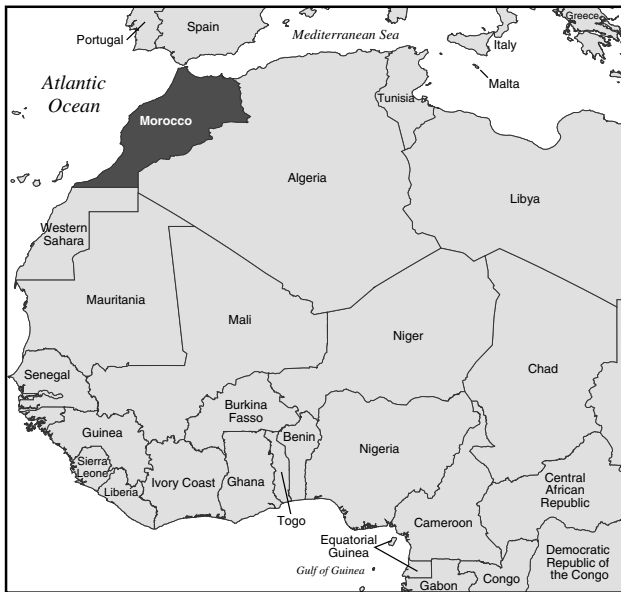 Portugal
Spain
Mediterranean Sea
Greece
Italy
Malta
Atlantic
Ocean
Tunisia
Morocco
Algeria
Libya
Western
Sahara
Mauritania
Mali
Niger
Chad
Senegal
Burkina
Fasso
Guinea
Benin
Nigeria
Sierra
Leone
Liberia
Ivory Coast
Ghana
Togo
Central
African
Republic
Cameroon
Equatorial
Guinea
Gulf of Guinea
Gabon
Congo
Democratic
Republic of
the Congo